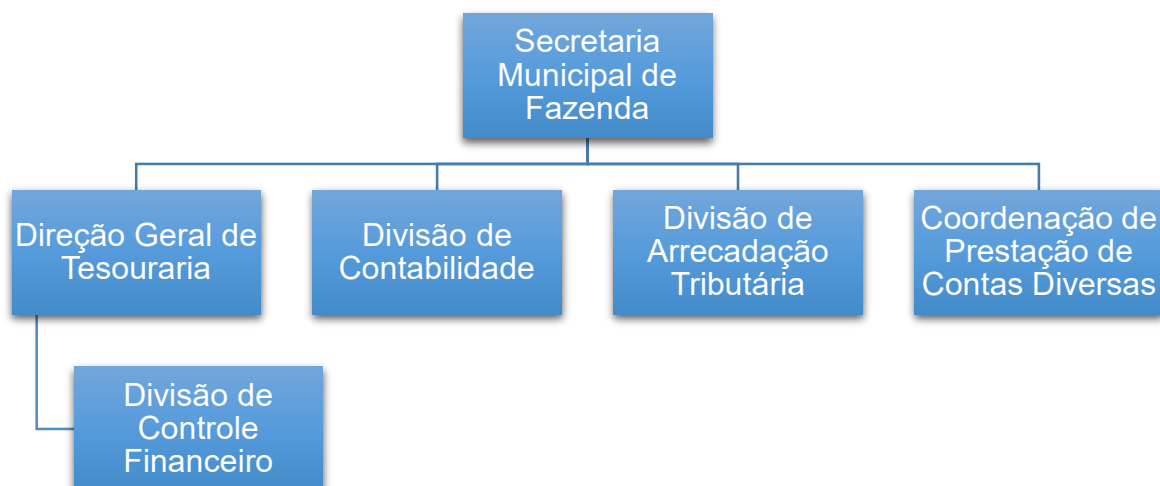 Secretaria
Municipal de
Fazenda
Direção Geral de
Tesouraria
Divisão de
Contabilidade
Divisão de
Arrecadação
Tributária
Coordenação de
Prestação de
Contas Diversas
Divisão de
Controle
Financeiro